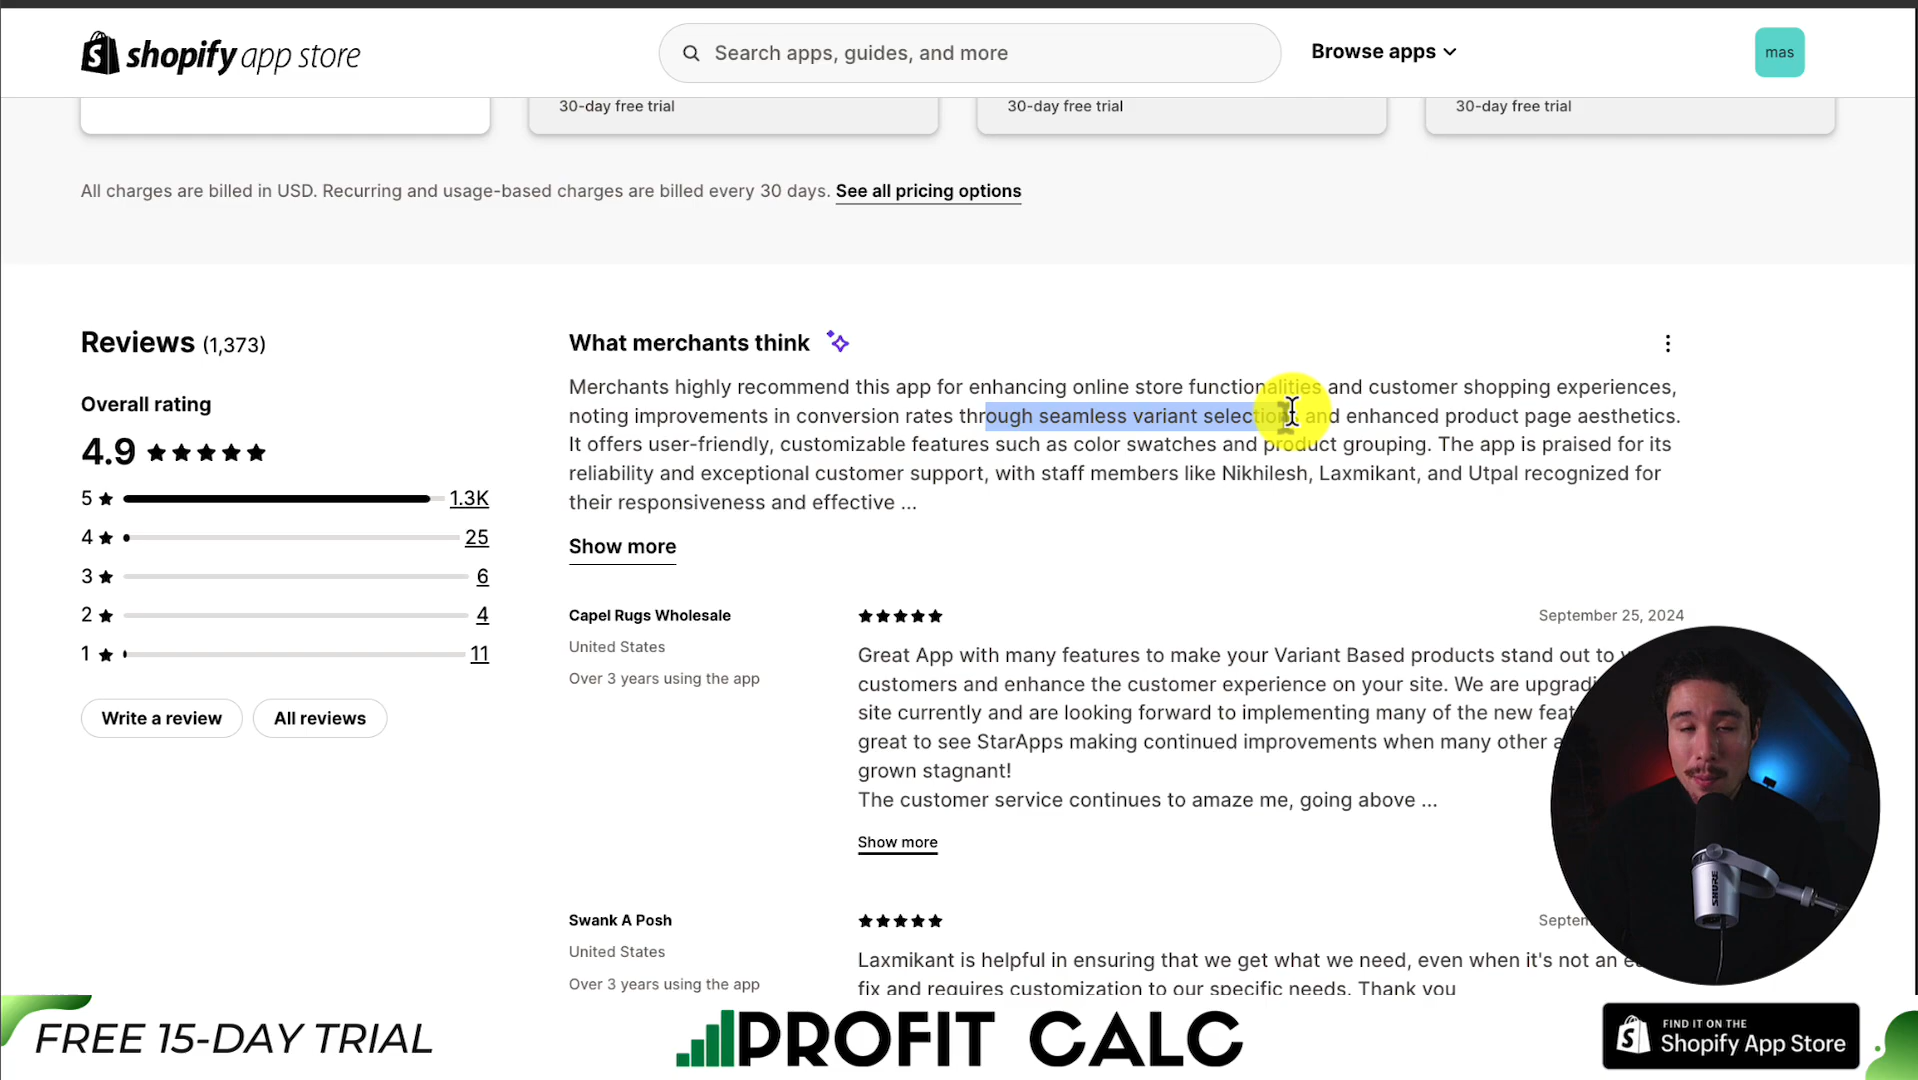 shopify app store
Search apps, guides, and more
Browse apps
mas
30-day free trial
30-day free trial
30-day free trial
All charges are billed in USD. Recurring and usage-based charges are billed every 30 days. See all pricing options
Reviews (1,373)
Overall rating
4.9
5 1.3K
4 25
3 6
2 4
1 11
Write a review
All reviews
What merchants think
Merchants highly recommend this app for enhancing online store functionalities and customer shopping experiences,
noting improvements in conversion rates through seamless variant selections and enhanced product page aesthetics.
It offers user-friendly, customizable features such as color swatches and product grouping. The app is praised for its
reliability and exceptional customer support, with staff members like Nikhilesh, Laxmikant, and Utpal recognized for
their responsiveness and effective ...
Show more
Capel Rugs Wholesale
United States
Over 3 years using the app
September 25, 2024
Great App with many features to make your Variant Based products stand out to
customers and enhance the customer experience on your site. We are
site currently and are looking forward to implementing many of the new
great to see StarApps making continued improvements when many other
grown stagnant!
The customer service continues to amaze me, going above ...
Show more
Swank A Posh
United States
Over 3 years using the app
Laxmikant is helpful in ensuring that we get what we need, even when it's not an
fix and requires customization to our specific needs. Thank you
SHURE
FREE 15-DAY TRIAL
PROFIT CALC
FIND IT ON THE
Shopify App Store